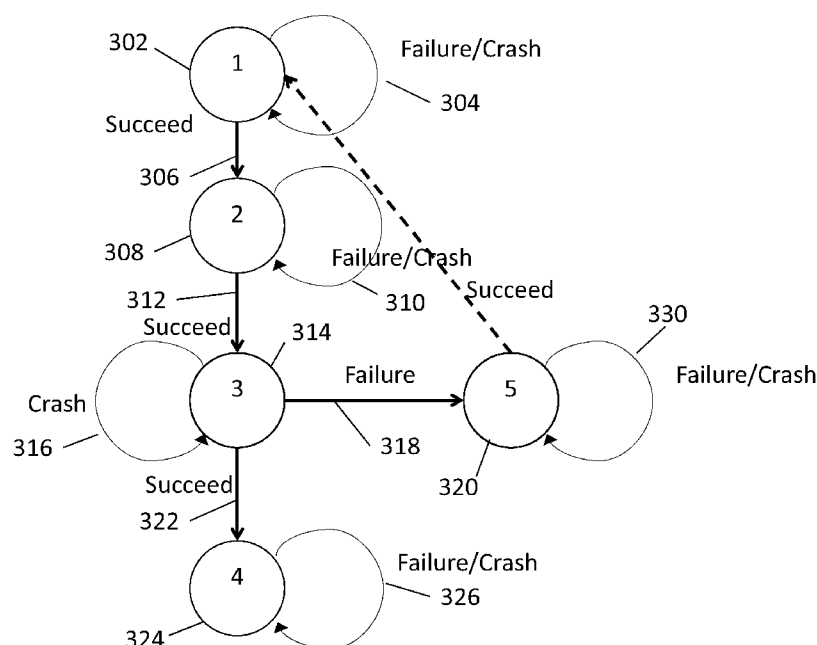 302
1
Failure/Crash
304
Succeed
306
2
308
Failure/Crash
310
Succeed
312
Succeed
314
330
3
Failure
5
Failure/Crash
Crash
316
318
320
Succeed
322
4
Failure/Crash
326
324